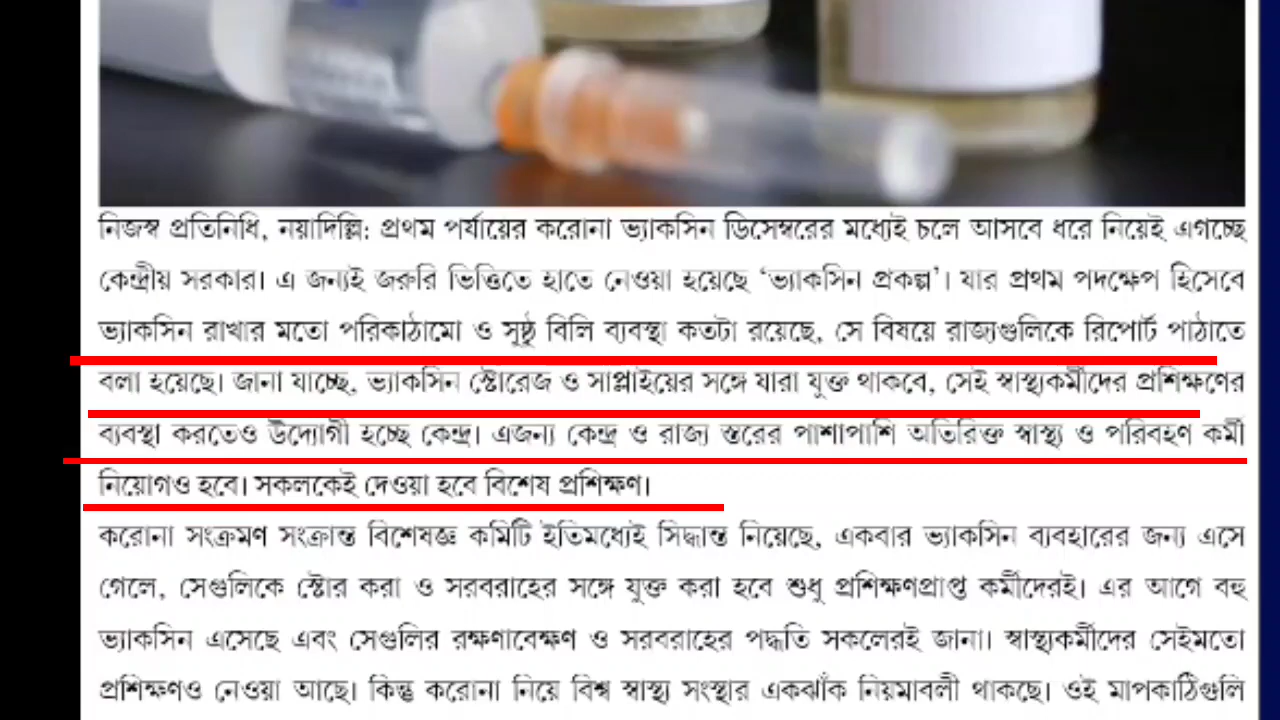 নিজস্ব প্রতিনিধি, নয়াদিল্লি: প্রথম পর্যায়ের করোনা ভ্যাকসিন ডিসেম্বরের মধ্যেই চলে আসবে ধরে নিয়েই এগচ্ছে
কেন্দ্রীয় সরকার। এ জন্যই জরুরি ভিত্তিতে হাতে নেওয়া হয়েছে ‘ভ্যাকসিন প্রকল্প’। যার প্রথম পদক্ষেপ হিসেবে
ভ্যাকসিন রাখার মতো পরিকাঠামো ও সুষ্ঠু বিলি ব্যবস্থা কতটা রয়েছে, সে বিষয়ে রাজ্যগুলিকে রিপোর্ট পাঠাতে
বলা হয়েছে। জানা যাচ্ছে, ভ্যাকসিন স্টোরেজ ও সাপ্লাইয়ের সঙ্গে যারা যুক্ত থাকবে, সেই স্বাস্থ্যকর্মীদের প্রশিক্ষণের
ব্যবস্থা করতেও উদ্যোগী হচ্ছে কেন্দ্র। এজন্য কেন্দ্র ও রাজ্য স্তরের পাশাপাশি অতিরিক্ত স্বাস্থ্য ও পরিবহণ কর্মী
নিয়োগও হবে। সকলকেই দেওয়া হবে বিশেষ প্রশিক্ষণ।
করোনা সংক্রমণ সংক্রান্ত বিশেষজ্ঞ কমিটি ইতিমধ্যেই সিদ্ধান্ত নিয়েছে, একবার ভ্যাকসিন ব্যবহারের জন্য এসে
গেলে, সেগুলিকে স্টোর করা ও সরবরাহের সঙ্গে যুক্ত করা হবে শুধু প্রশিক্ষণপ্রাপ্ত কর্মীদেরই। এর আগে বহু
ভ্যাকসিন এসেছে এবং সেগুলির রক্ষণাবেক্ষণ ও সরবরাহের পদ্ধতি সকলেরই জানা। স্বাস্থ্যকর্মীদের সেইমতো
প্রশিক্ষণও নেওয়া আছে। কিন্তু করোনা নিয়ে বিশ্ব স্বাস্থ্য সংস্থার একঝাঁক নিয়মাবলী থাকছে। ওই মাপকাঠিগুলি